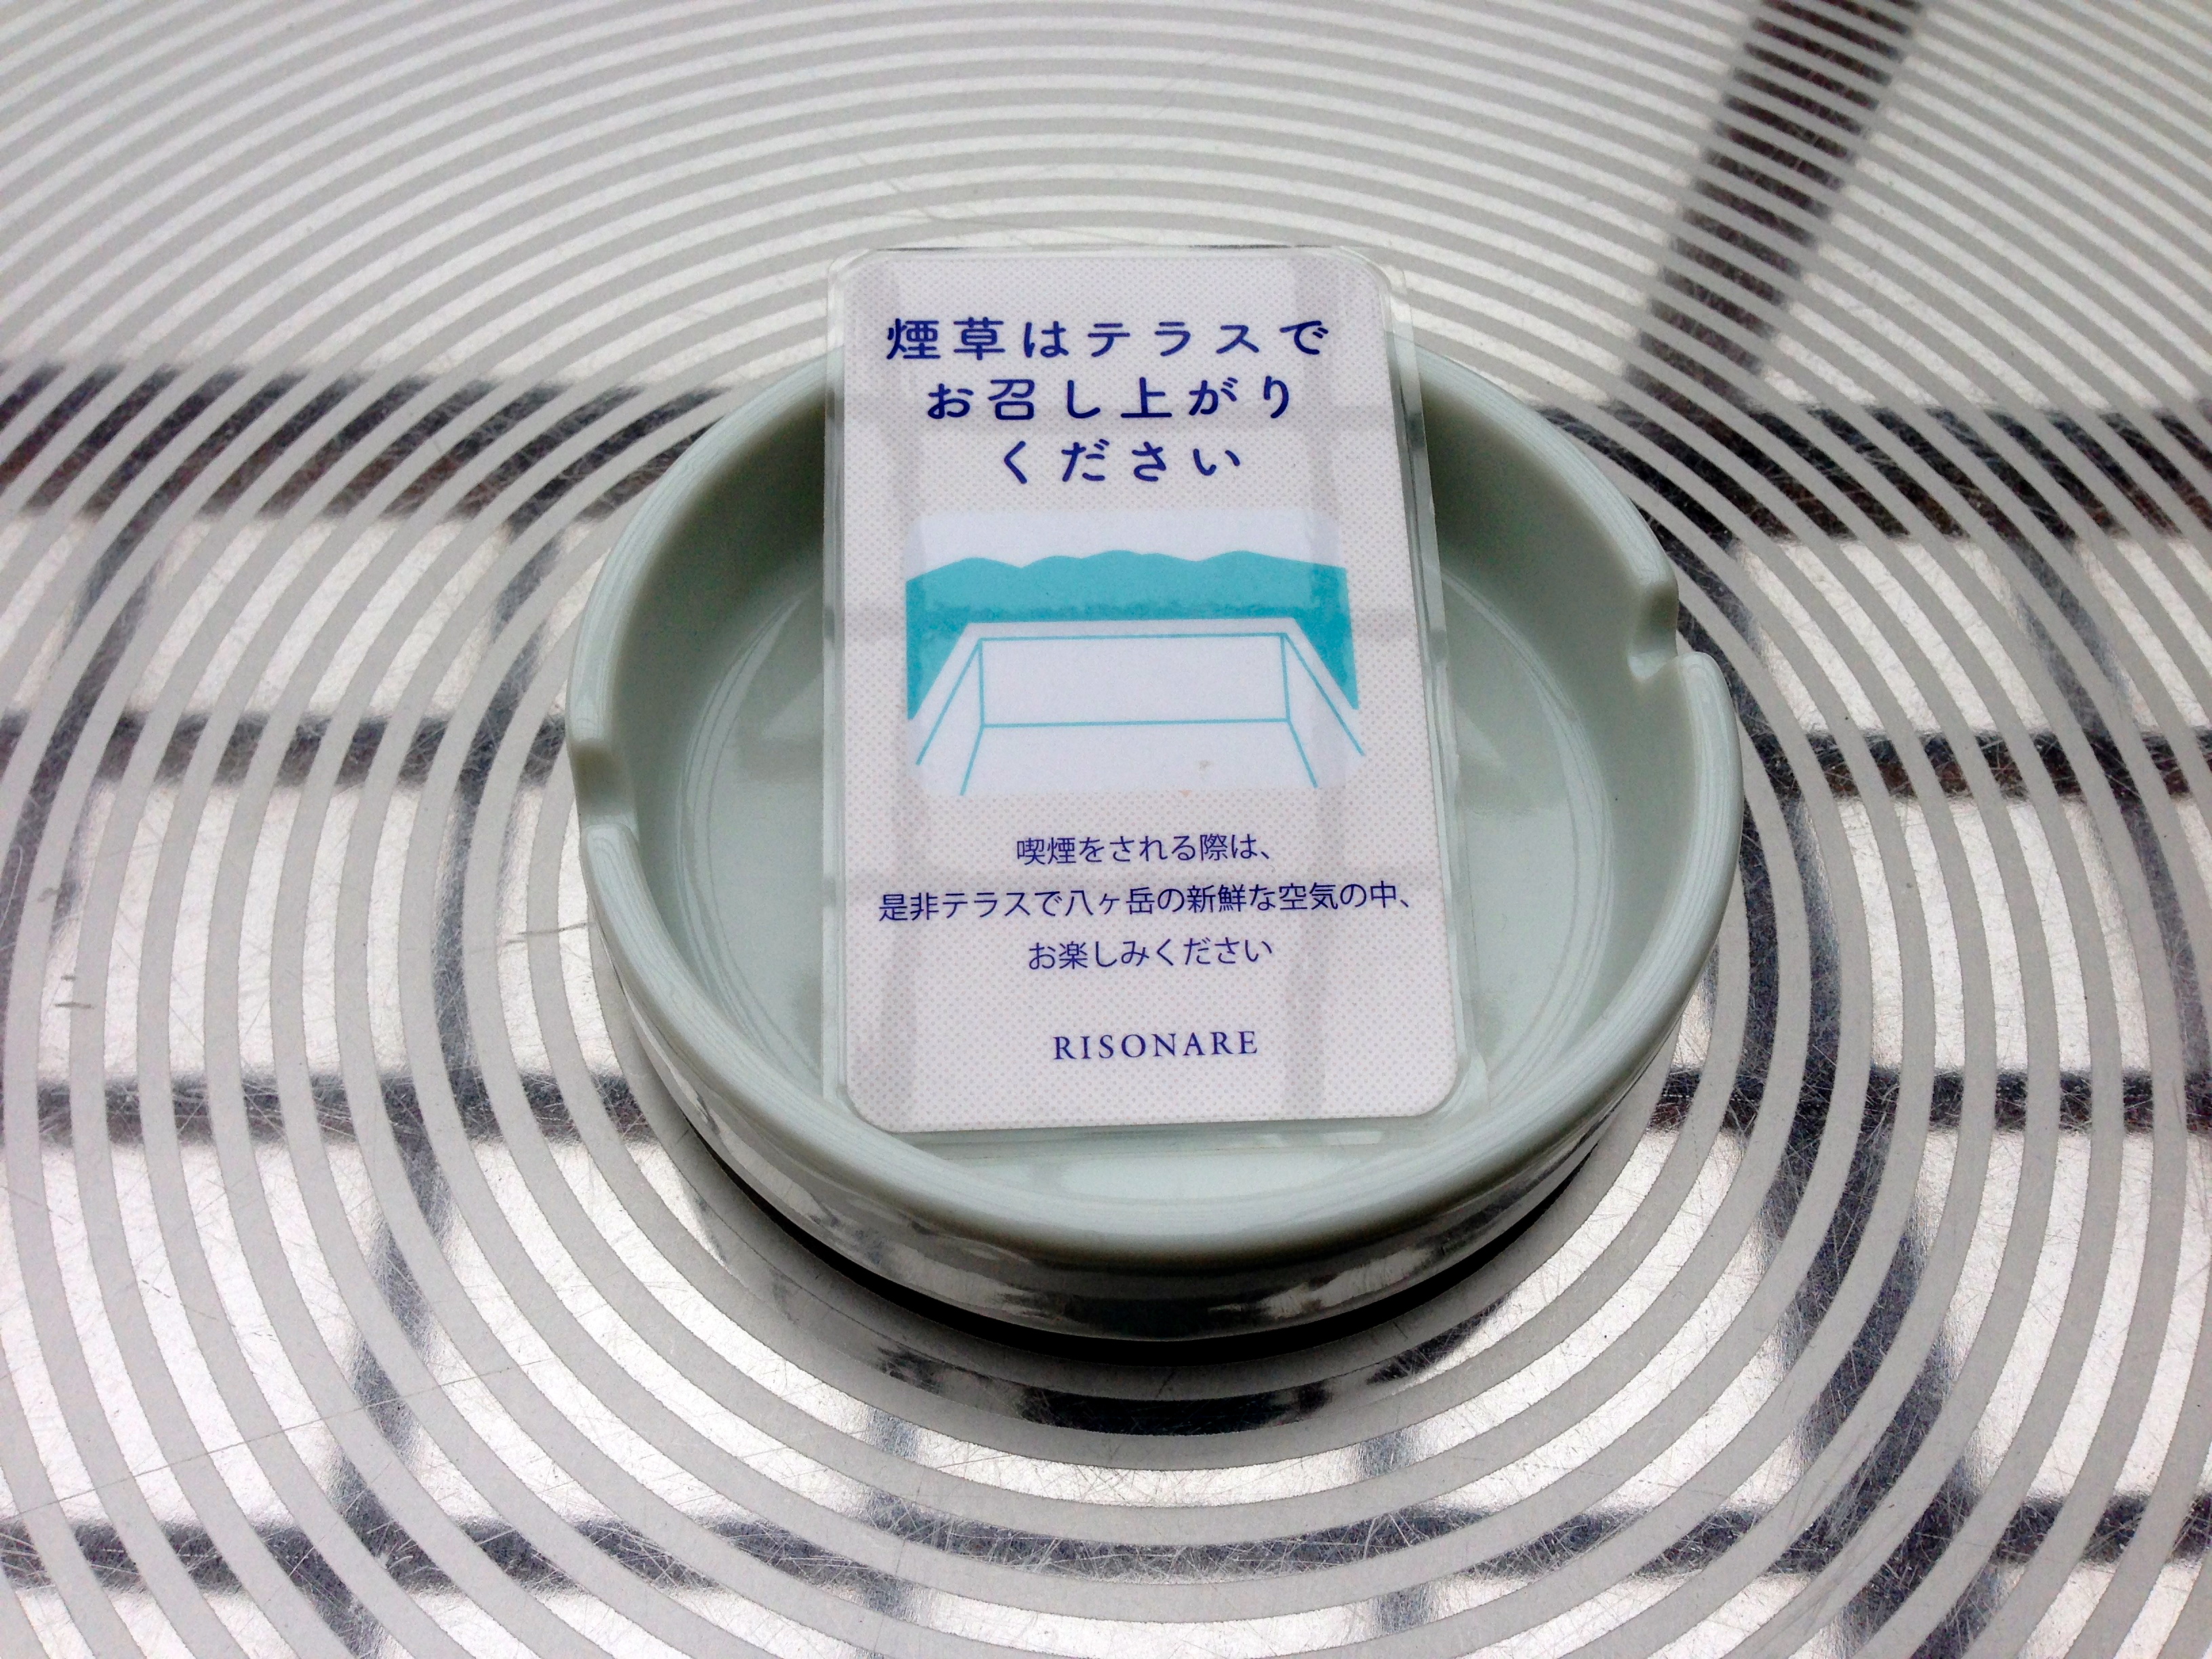 煙草はテラスで
お召し上がり
ください
喫煙をされる際は、
是非テラスで八ヶ岳の新鮮な空気の中、
お楽しみください
RISONARE